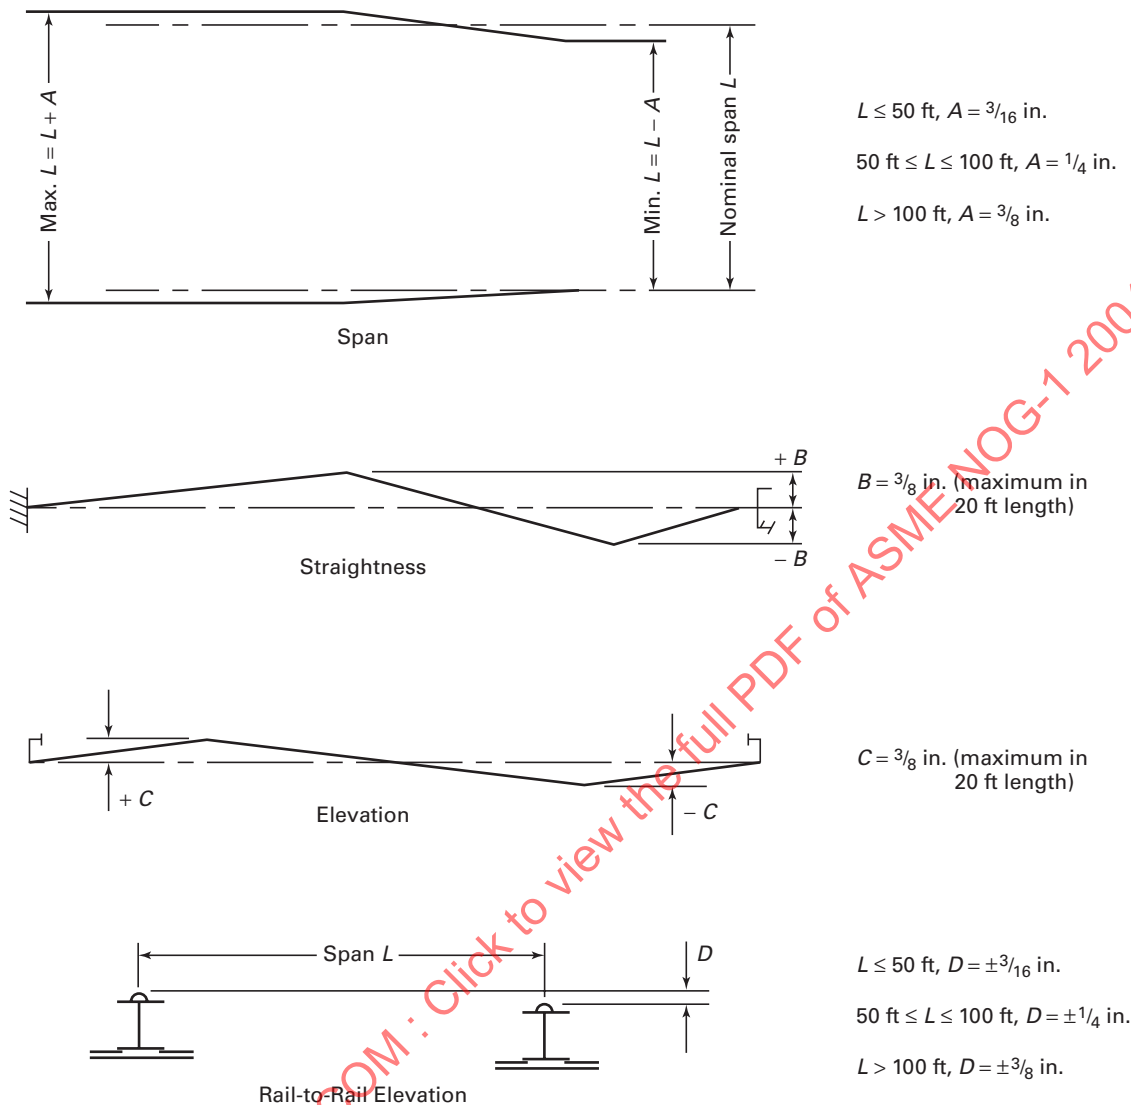 Max. L = L + A
Min. L = L − A
Nominal span L
L ≤ 50 ft, A = 3/16 in.
50 ft ≤ L ≤ 100 ft, A = 1/4 in.
L > 100 ft, A = 3/8 in.
Span
+ B
− B
B = 3/8 in. (maximum in
20 ft length)
Straightness
+ C
− C
C = 3/8 in. (maximum in
20 ft length)
Elevation
Span L
D
L ≤ 50 ft, D = ±3/16 in.
50 ft ≤ L ≤ 100 ft, D = ±1/4 in.
L > 100 ft, D = ±3/8 in.
Rail-to-Rail Elevation
COM : Click to view the full PDF of ASME NOG-1 200